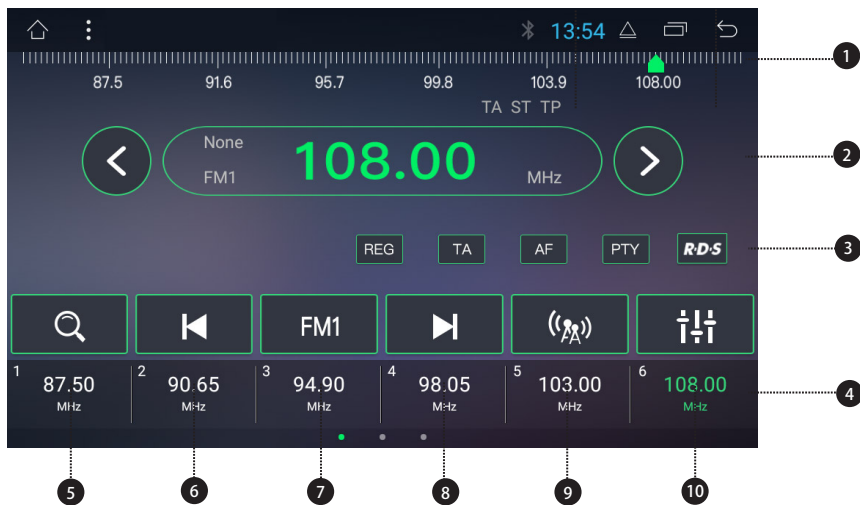 13:54
87.5 91.6 95.7 99.8 103.9 108.00
1
TA ST TP
None
FM1 108.00 MHz
2
REG TA AF PTY R·D·S
3
FM1
1 87.50 MHz
2 90.65 MHz
3 94.90 MHz
4 98.05 MHz
5 103.00 MHz
6 108.00 MHz
4
5 6 7 8 9 10